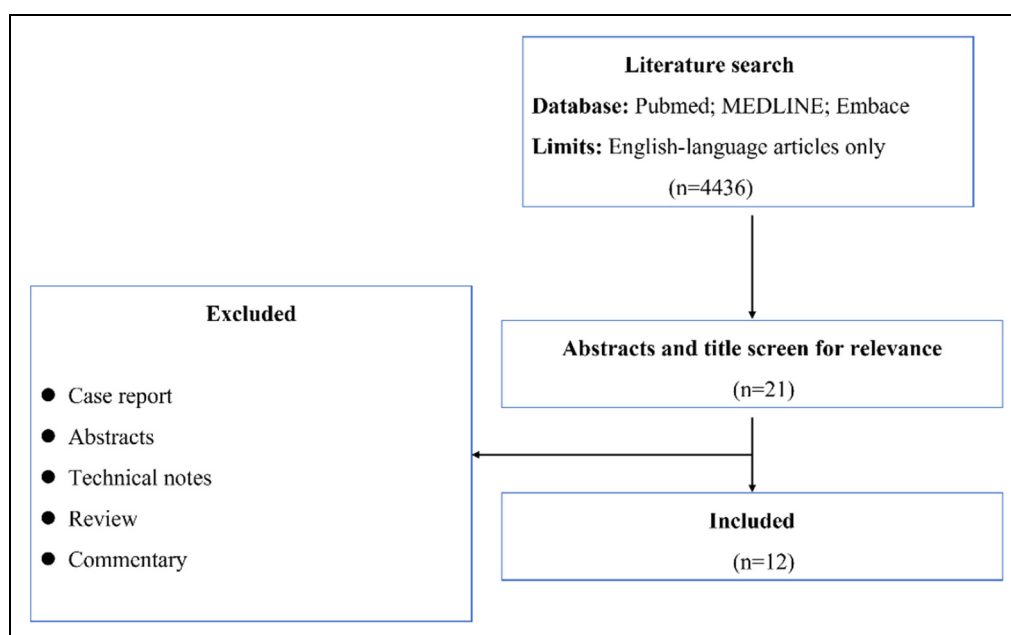 Literature search
Database: Pubmed; MEDLINE; Embace
Limits: English-language articles only
(n=4436)
Abstracts and title screen for relevance
(n=21)
Excluded
● Case report
● Abstracts
● Technical notes
● Review
● Commentary
Included
(n=12)